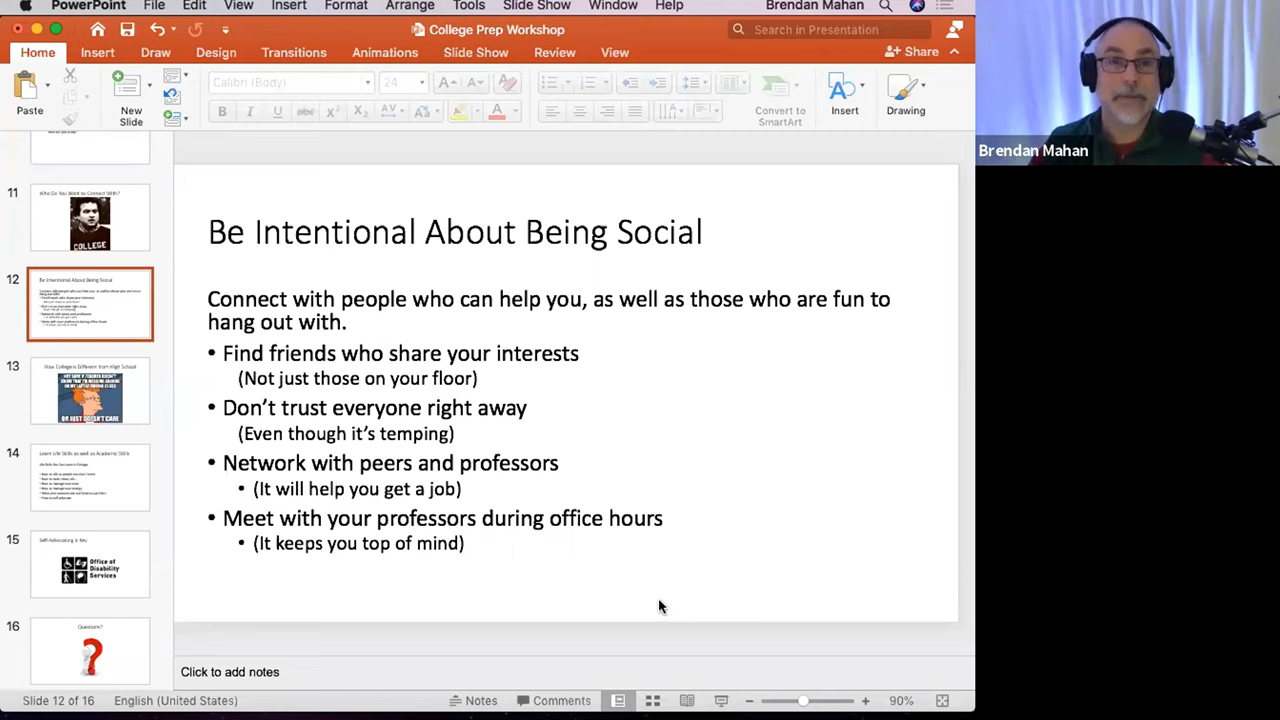 PowerPoint File Edit View Insert Format Arrange Tools Slide Show Window Help Brendan Mahan
College Prep Workshop
Search in Presentation
Home Insert Draw Design Transitions Animations Slide Show Review View Share
Calibri (Body) 24
Paste New Slide Convert to SmartArt Insert Drawing
Brendan Mahan
11
Who Do You Want to Connect With?
COLLEGE
12
Be Intentional About Being Social
13
How College is Different from High School
OR JUST DOESN'T CARE
14
Learn Life Skills as well as Academic Skills
15
Self-Advocating is Key
Office of
Disability
Services
16
Questions?
Be Intentional About Being Social
Connect with people who can help you, as well as those who are fun to
hang out with.
• Find friends who share your interests
(Not just those on your floor)
• Don't trust everyone right away
(Even though it's temping)
• Network with peers and professors
• (It will help you get a job)
• Meet with your professors during office hours
• (It keeps you top of mind)
Click to add notes
Slide 12 of 16 English (United States) Notes Comments 90%